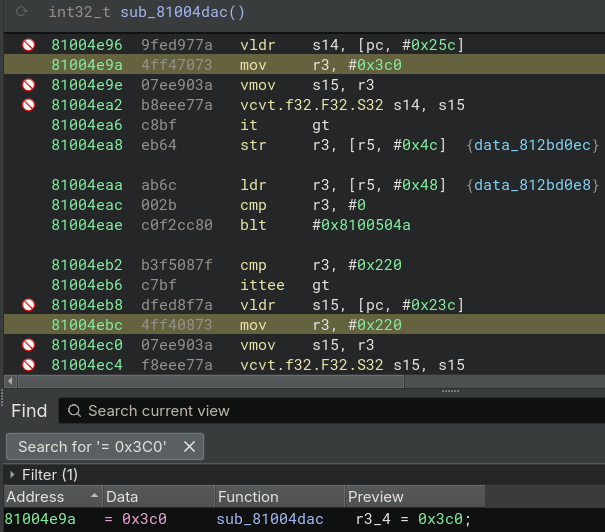 int32_t sub_81004dac()
81004e96 9fed977a vldr s14, [pc, #0x25c]
81004e9a 4ff47073 mov r3, #0x3c0
81004e9e 07ee903a vmov s15, r3
81004ea2 b8eee77a vcvt.f32.F32.S32 s14, s15
81004ea6 c8bf it gt
81004ea8 eb64 str r3, [r5, #0x4c] {data_812bd0ec}
81004eaa ab6c ldr r3, [r5, #0x48] {data_812bd0e8}
81004eac 002b cmp r3, #0
81004eae c0f2cc80 blt #0x8100504a
81004eb2 b3f5087f cmp r3, #0x220
81004eb6 c7bf ittee gt
81004eb8 dfed8f7a vldr s15, [pc, #0x23c]
81004ebc 4ff40873 mov r3, #0x220
81004ec0 07ee903a vmov s15, r3
81004ec4 f8eee77a vcvt.f32.F32.S32 s15, s15
Find Search current view
Search for '= 0x3C0' ✕
Filter (1)
Address Data Function Preview
81004e9a = 0x3c0 sub_81004dac r3_4 = 0x3c0;